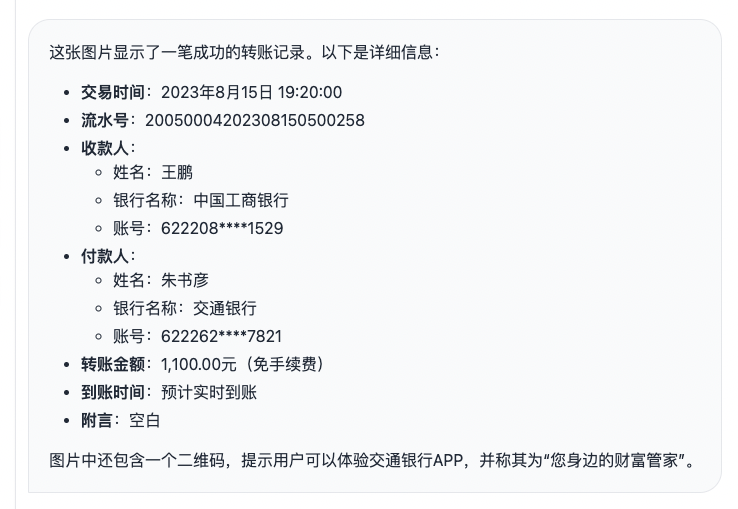 这张图片显示了一笔成功的转账记录。以下是详细信息：
• 交易时间：2023年8月15日 19:20:00
• 流水号：20050004202308150500258
• 收款人：
◦ 姓名：王鹏
◦ 银行名称：中国工商银行
◦ 账号：622208****1529
• 付款人：
◦ 姓名：朱书彦
◦ 银行名称：交通银行
◦ 账号：622262****7821
• 转账金额：1,100.00元（免手续费）
• 到账时间：预计实时到账
• 附言：空白
图片中还包含一个二维码，提示用户可以体验交通银行APP，并称其为“您身边的财富管家”。